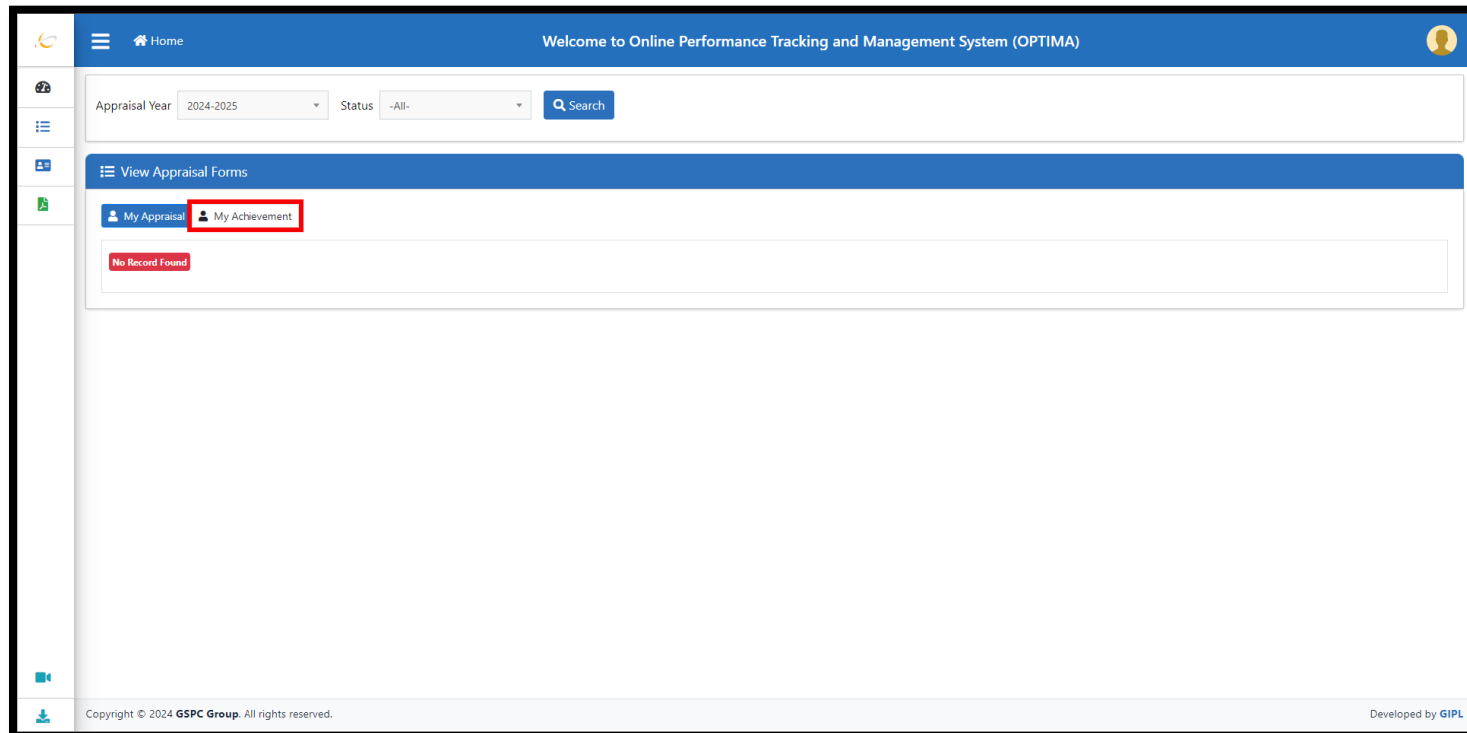 Home
Welcome to Online Performance Tracking and Management System (OPTIMA)
Appraisal Year 2024-2025 Status -All- Search
View Appraisal Forms
My Appraisal My Achievement
No Record Found
Copyright © 2024 GSPC Group. All rights reserved. Developed by GIPL